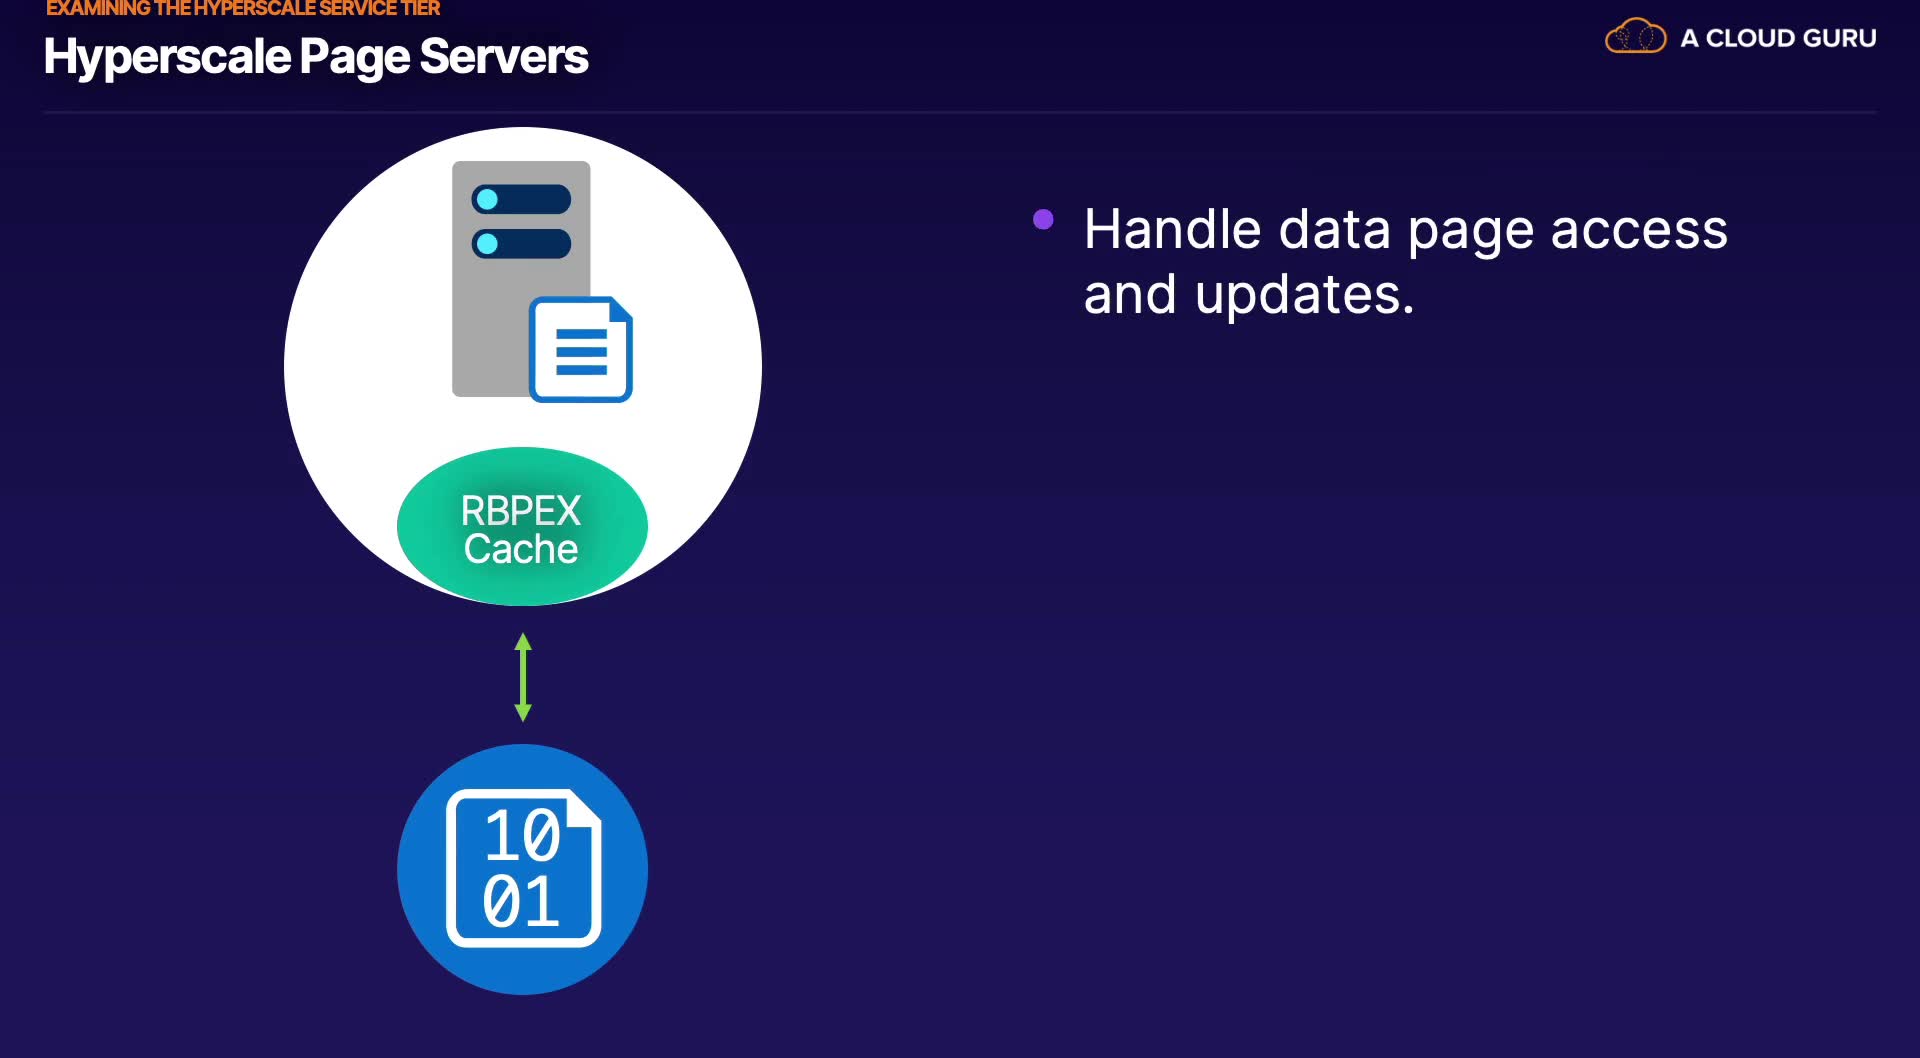 EXAMINING THE HYPERSCALE SERVICE TIER
Hyperscale Page Servers
A CLOUD GURU
Handle data page access
and updates.
RBPEX
Cache
10
01